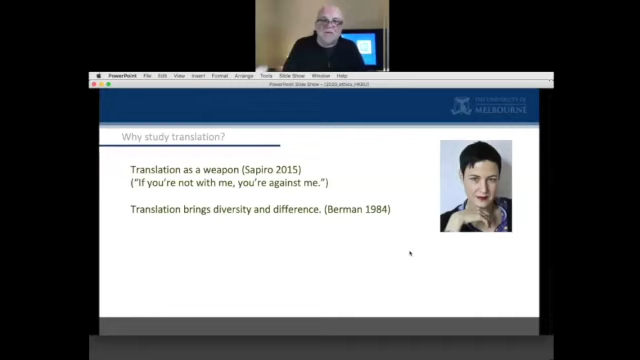 PowerPoint File Edit View Insert Format Arrange Tools Slide Show Window Help
THE UNIVERSITY OF
MELBOURNE
Why study translation?
Translation as a weapon (Sapiro 2015)
(“If you're not with me, you're against me.”)
Translation brings diversity and difference. (Berman 1984)